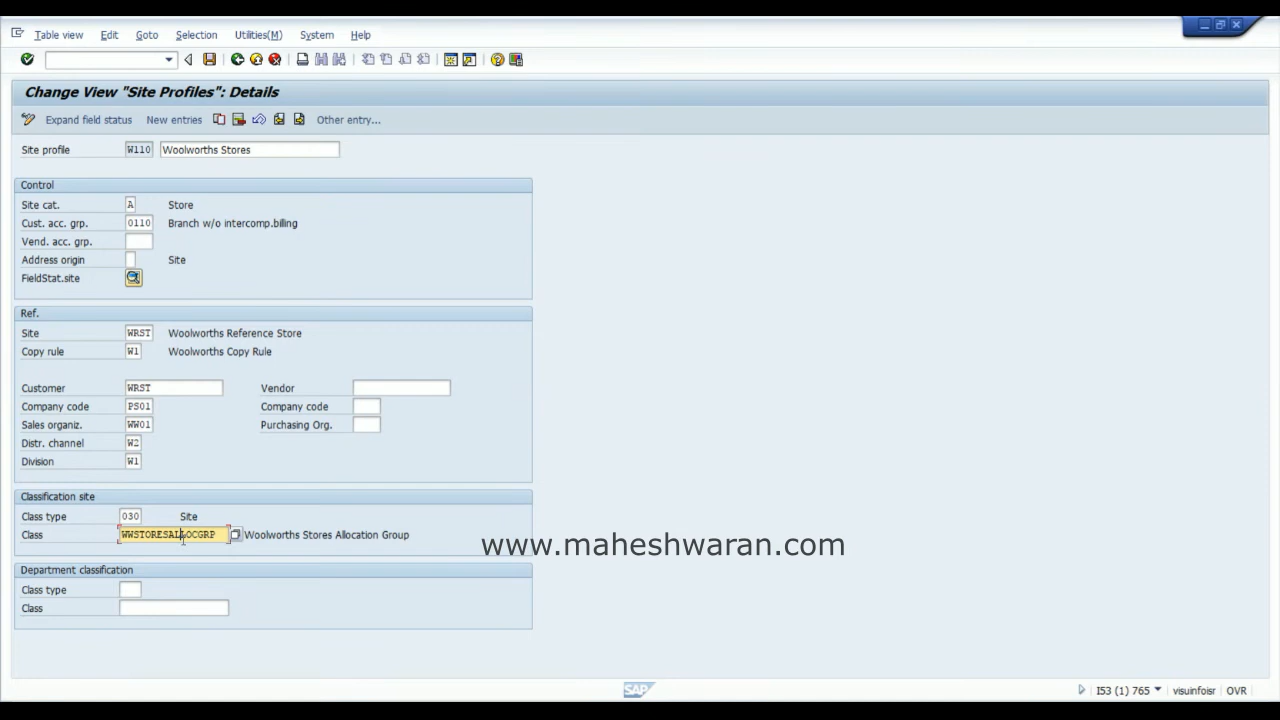 Table view Edit Goto Selection Utilities(M) System Help
Change View "Site Profiles": Details
Expand field status New entries Other entry...
Site profile W110 Woolworths Stores
Control
Site cat. A Store
Cust. acc. grp. 0110 Branch w/o intercomp.billing
Vend. acc. grp.
Address origin Site
FieldStat.site
Ref.
Site WRST Woolworths Reference Store
Copy rule W1 Woolworths Copy Rule
Customer WRST Vendor
Company code PS01 Company code
Sales organiz. WW01 Purchasing Org.
Distr. channel W2
Division W1
Classification site
Class type 030 Site
Class WWSTORESALLOCGRP Woolworths Stores Allocation Group
www.maheshwaran.com
Department classification
Class type
Class
SAP I53 (1) 765 visuinfoisr OVR